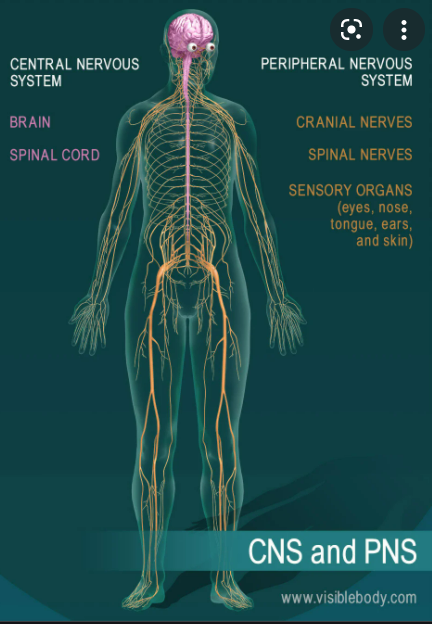 CENTRAL NERVOUS
SYSTEM
BRAIN
SPINAL CORD
PERIPHERAL NERVOUS
SYSTEM
CRANIAL NERVES
SPINAL NERVES
SENSORY ORGANS
(eyes, nose,
tongue, ears,
and skin)
CNS and PNS
www.visiblebody.com